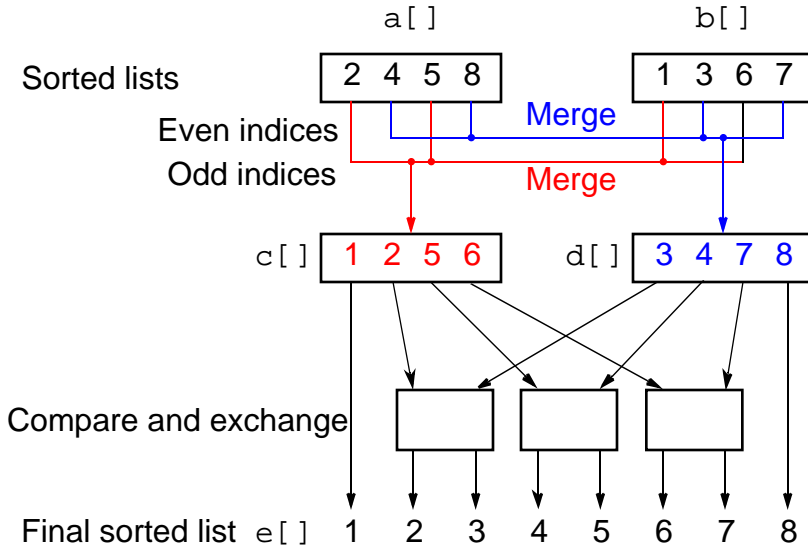 a[] b[]
Sorted lists 2 4 5 8 1 3 6 7
Even indices Merge
Odd indices Merge
c[] 1 2 5 6 d[] 3 4 7 8
Compare and exchange
Final sorted list e[] 1 2 3 4 5 6 7 8